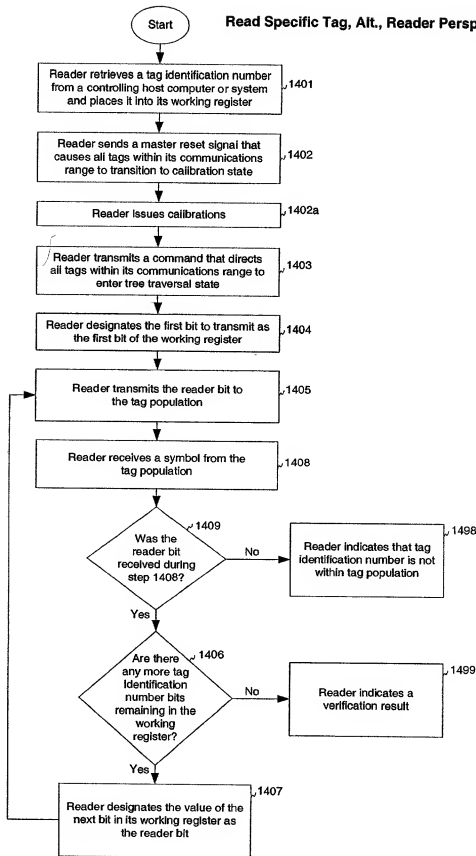 Start
Read Specific Tag, Alt., Reader Persp
Reader retrieves a tag identification number
from a controlling host computer or system
and places it into its working register
1401
Reader sends a master reset signal that
causes all tags within its communications
range to transition to calibration state
1402
Reader Issues calibrations
1402a
Reader transmits a command that directs
all tags within its communications range to
enter tree traversal state
1403
Reader designates the first bit to transmit as
the first bit of the working register
1404
Reader transmits the reader bit to
the tag population
1405
Reader receives a symbol from the
tag population
1408
1409
Was the
reader bit
received during
step 1408?
No
Reader indicates that tag
identification number is not
within tag population
1498
Yes
1406
Are there
any more tag
identification
number bits
remaining in the
working
register?
No
Reader indicates a
verification result
1499
Yes
1407
Reader designates the value of the
next bit in its working register as
the reader bit